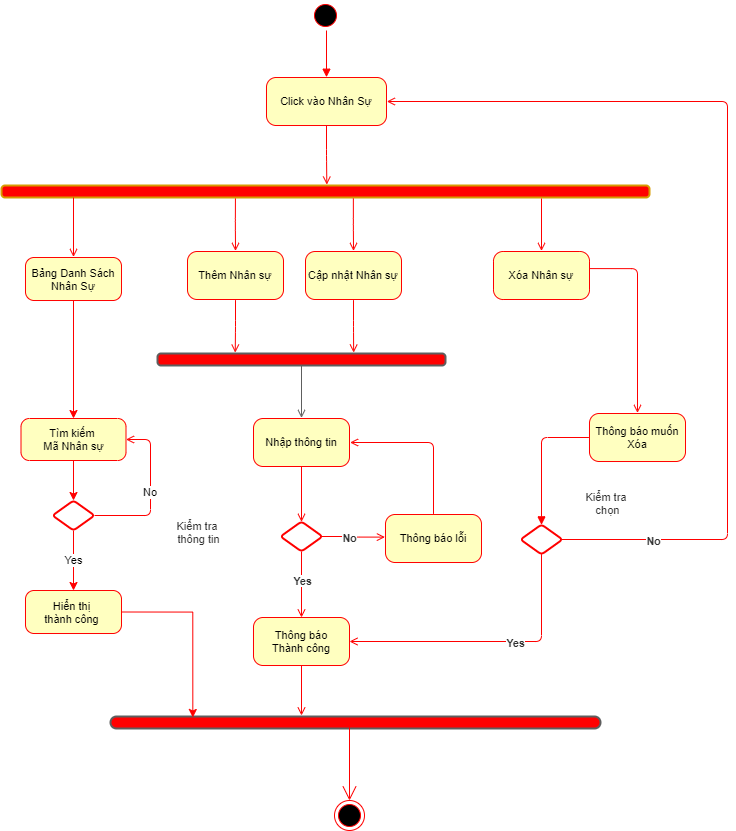 Click vào Nhân Sự
Bảng Danh Sách
Nhân Sự
Thêm Nhân sự
Cập nhật Nhân sự
Xóa Nhân sự
Tìm kiếm
Mã Nhân sự
Nhập thông tin
Thông báo muốn
Xóa
No
Kiểm tra
thông tin
Kiểm tra
chọn
No
Thông báo lỗi
No
Yes
Yes
Hiển thị
thành công
Thông báo
Thành công
Yes